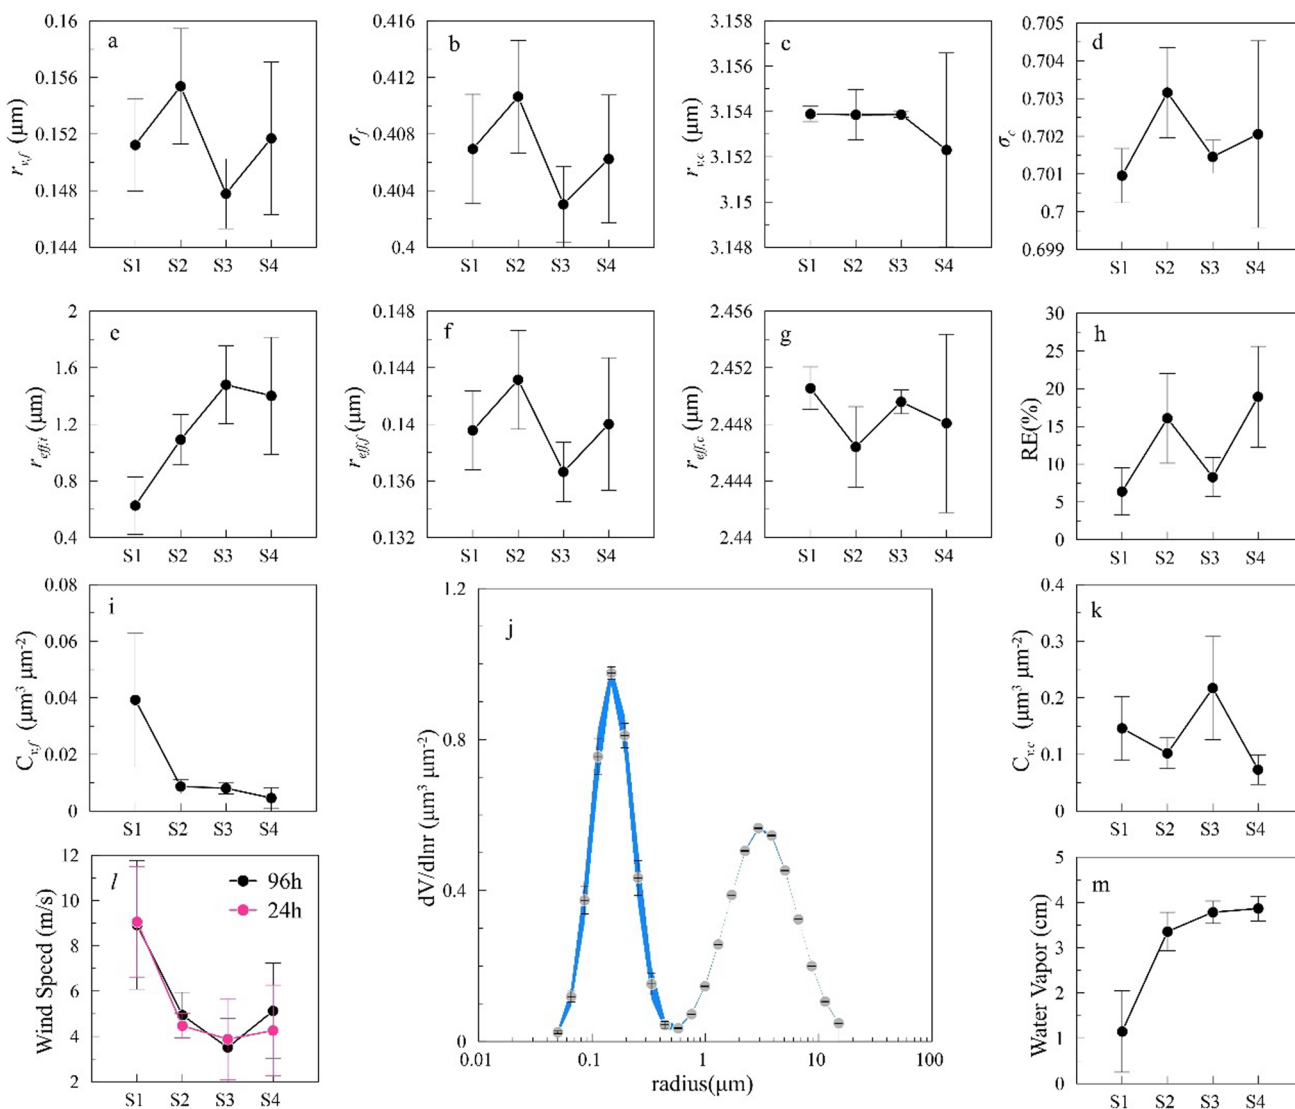 a
r_v,f (μm)
0.16
0.156
0.152
0.148
0.144
S1 S2 S3 S4
b
σ_f
0.416
0.412
0.408
0.404
0.4
S1 S2 S3 S4
c
r_v,c (μm)
3.158
3.156
3.154
3.152
3.15
3.148
S1 S2 S3 S4
d
σ_c
0.705
0.704
0.703
0.702
0.701
0.7
0.699
S1 S2 S3 S4
e
r_eff,t (μm)
2
1.6
1.2
0.8
0.4
S1 S2 S3 S4
f
r_eff,f (μm)
0.148
0.144
0.14
0.136
0.132
S1 S2 S3 S4
g
r_eff,c (μm)
2.456
2.452
2.448
2.444
2.44
S1 S2 S3 S4
h
RE(%)
30
25
20
15
10
5
0
S1 S2 S3 S4
i
C_v,f (μm³ μm⁻²)
0.08
0.06
0.04
0.02
0
S1 S2 S3 S4
j
dV/dlnr (μm³ μm⁻²)
1.2
0.8
0.4
0
0.01 0.1 1 10 100
radius(μm)
k
C_v,c (μm³ μm⁻²)
0.4
0.3
0.2
0.1
0
S1 S2 S3 S4
l
96h
24h
Wind Speed (m/s)
12
10
8
6
4
2
S1 S2 S3 S4
m
Water Vapor (cm)
5
4
3
2
1
0
S1 S2 S3 S4